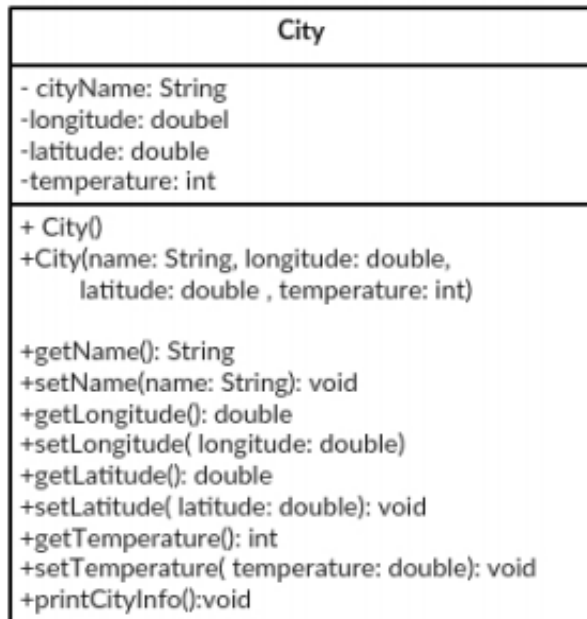 City
- cityName: String
-longitude: doubel
-latitude: double
-temperature: int
+ City()
+City(name: String, longitude: double,
latitude: double , temperature: int)
+getName(): String
+setName(name: String): void
+getLongitude(): double
+setLongitude( longitude: double)
+getLatitude(): double
+setLatitude( latitude: double): void
+getTemperature(): int
+setTemperature( temperature: double): void
+printCityInfo():void